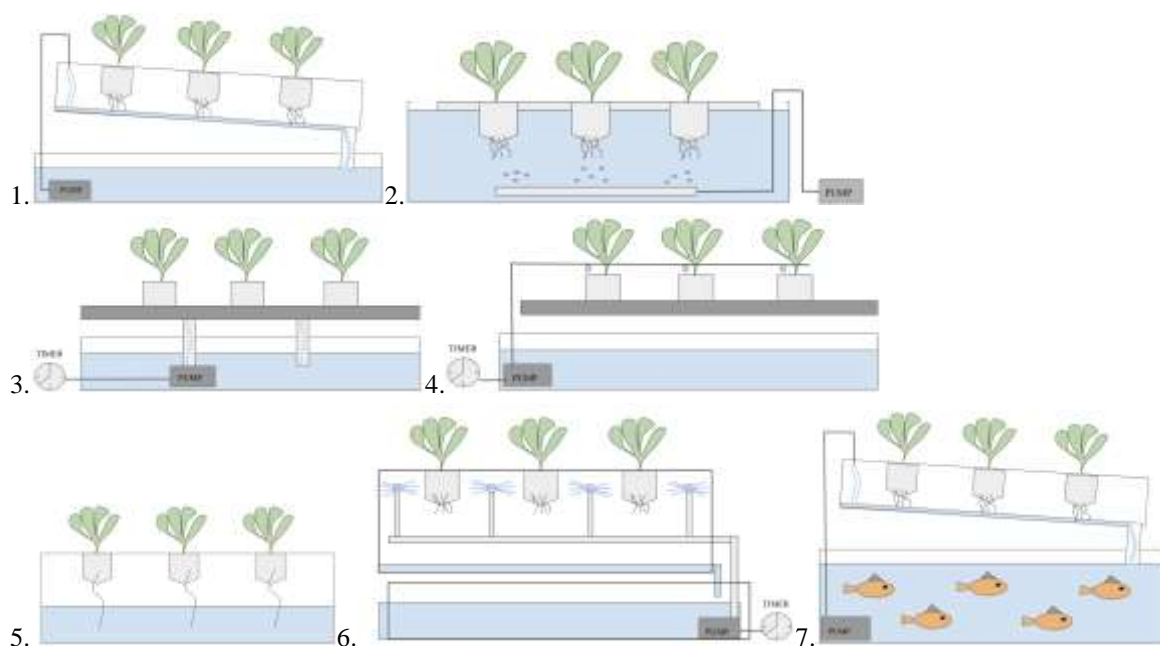 PUMP
1.
2.
PUMP
TIMER
3.
PUMP
TIMER
4.
PUMP
5.
6.
PUMP
TIMER
7.
PUMP